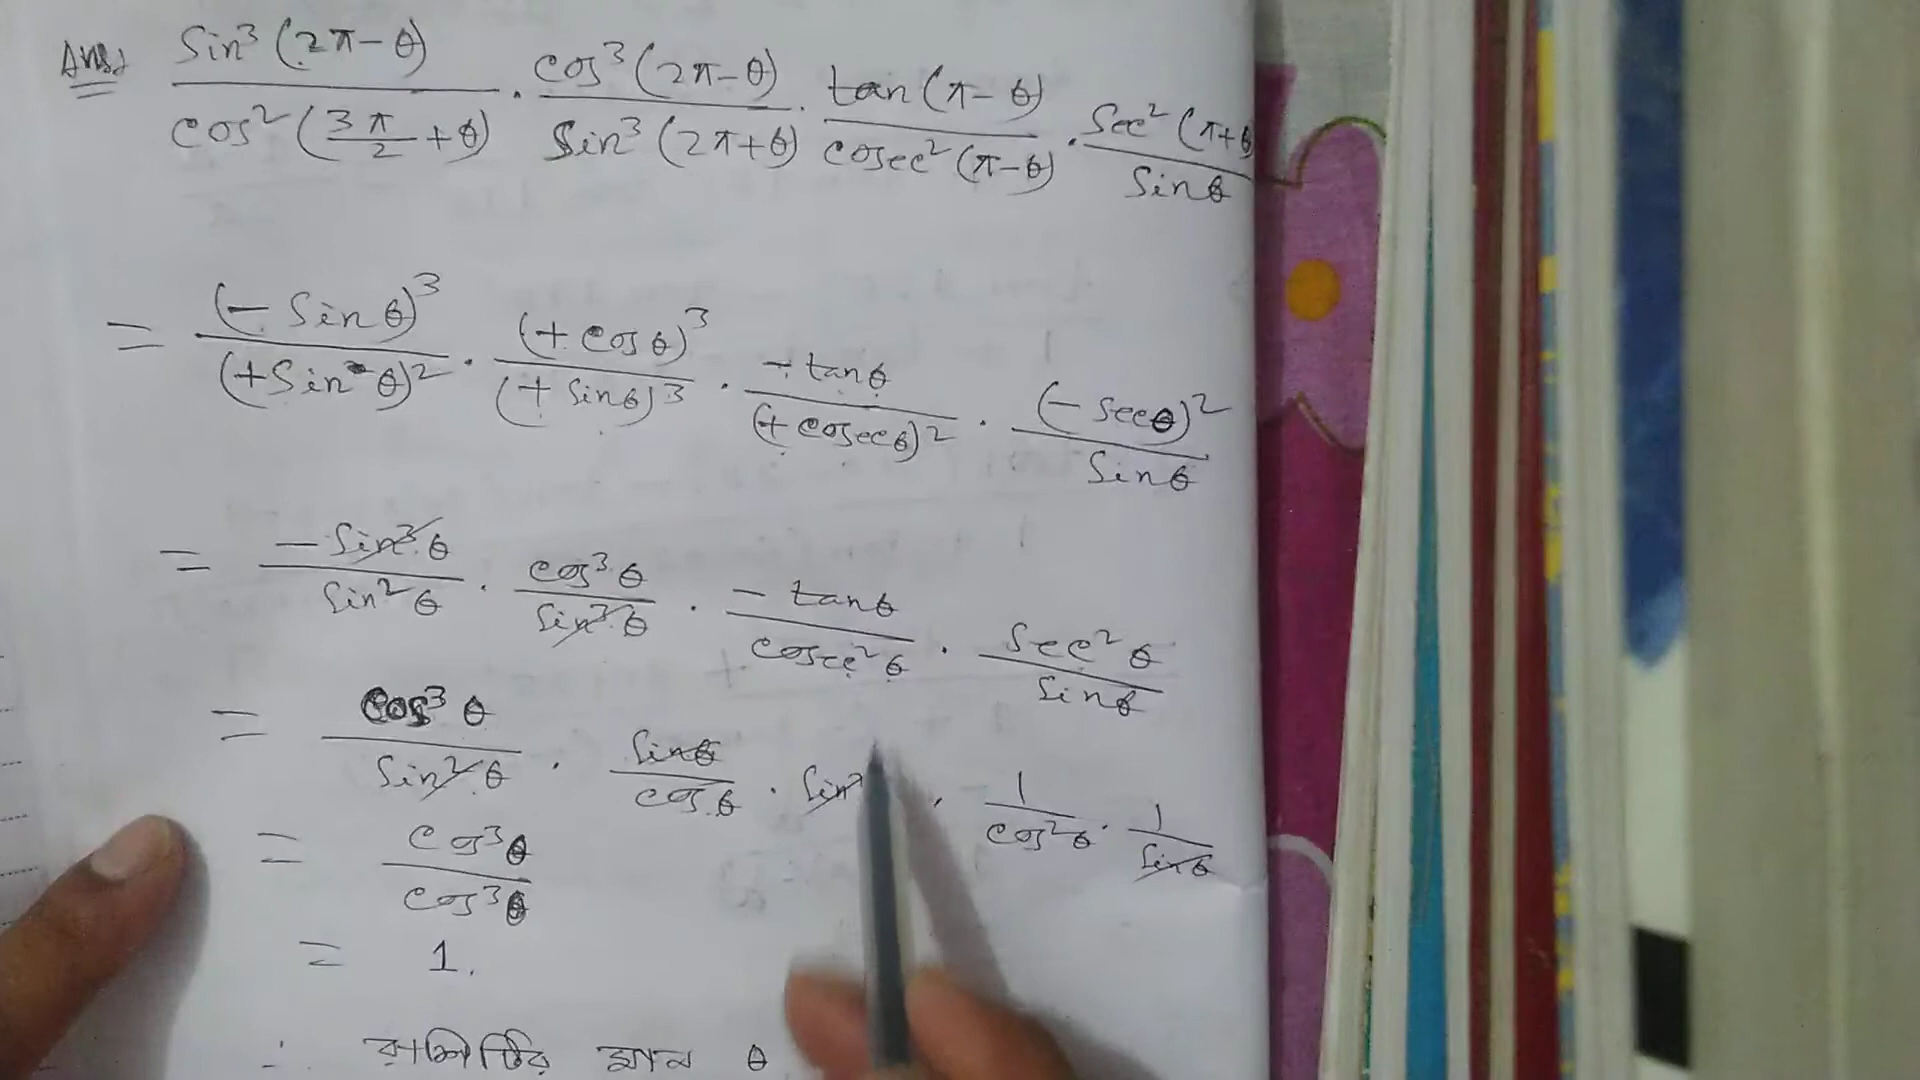 Ans: sin³(2π-θ)/cos²(3π/2+θ) · cos³(2π-θ)/sin³(2π+θ) · tan(π-θ)/cosec²(π-θ) · sec²(π+θ/sinθ
= (-sinθ)³/(+sinθ)² · (+cosθ)³/(+sinθ)³ · -tanθ/(+cosecθ)² · (-secθ)²/sinθ
= -sin³θ/sin²θ · cos³θ/sin³θ · -tanθ/cosec²θ · sec²θ/sinθ
= cos³θ/sin²θ · sinθ/cosθ · sin² · 1/cos²θ · 1/sinθ
= cos³θ/cos³θ
= 1.
∴ রাশিটির মান θ